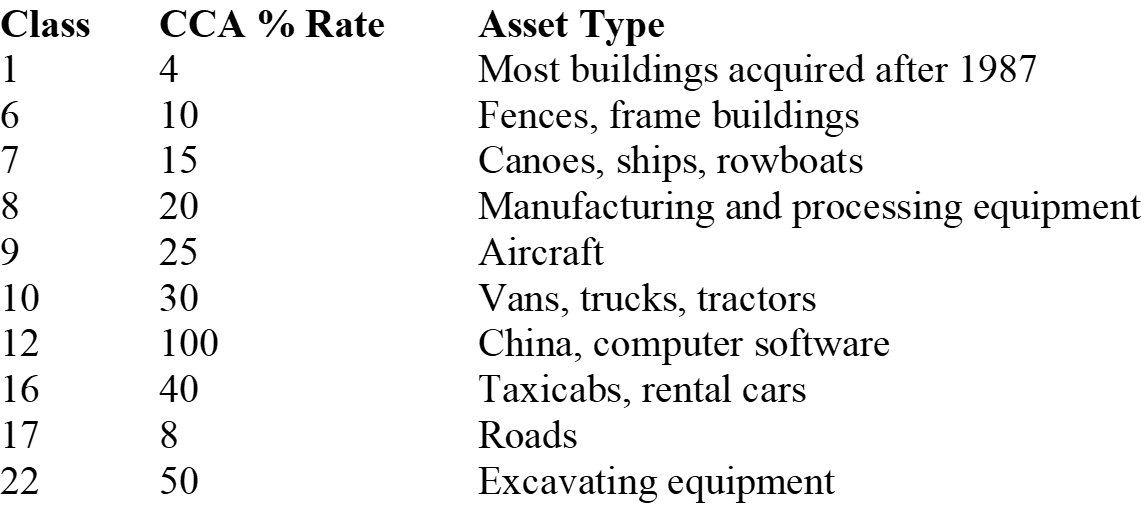 Class CCA % Rate Asset Type
1 4 Most buildings acquired after 1987
6 10 Fences, frame buildings
7 15 Canoes, ships, rowboats
8 20 Manufacturing and processing equipment
9 25 Aircraft
10 30 Vans, trucks, tractors
12 100 China, computer software
16 40 Taxicabs, rental cars
17 8 Roads
22 50 Excavating equipment